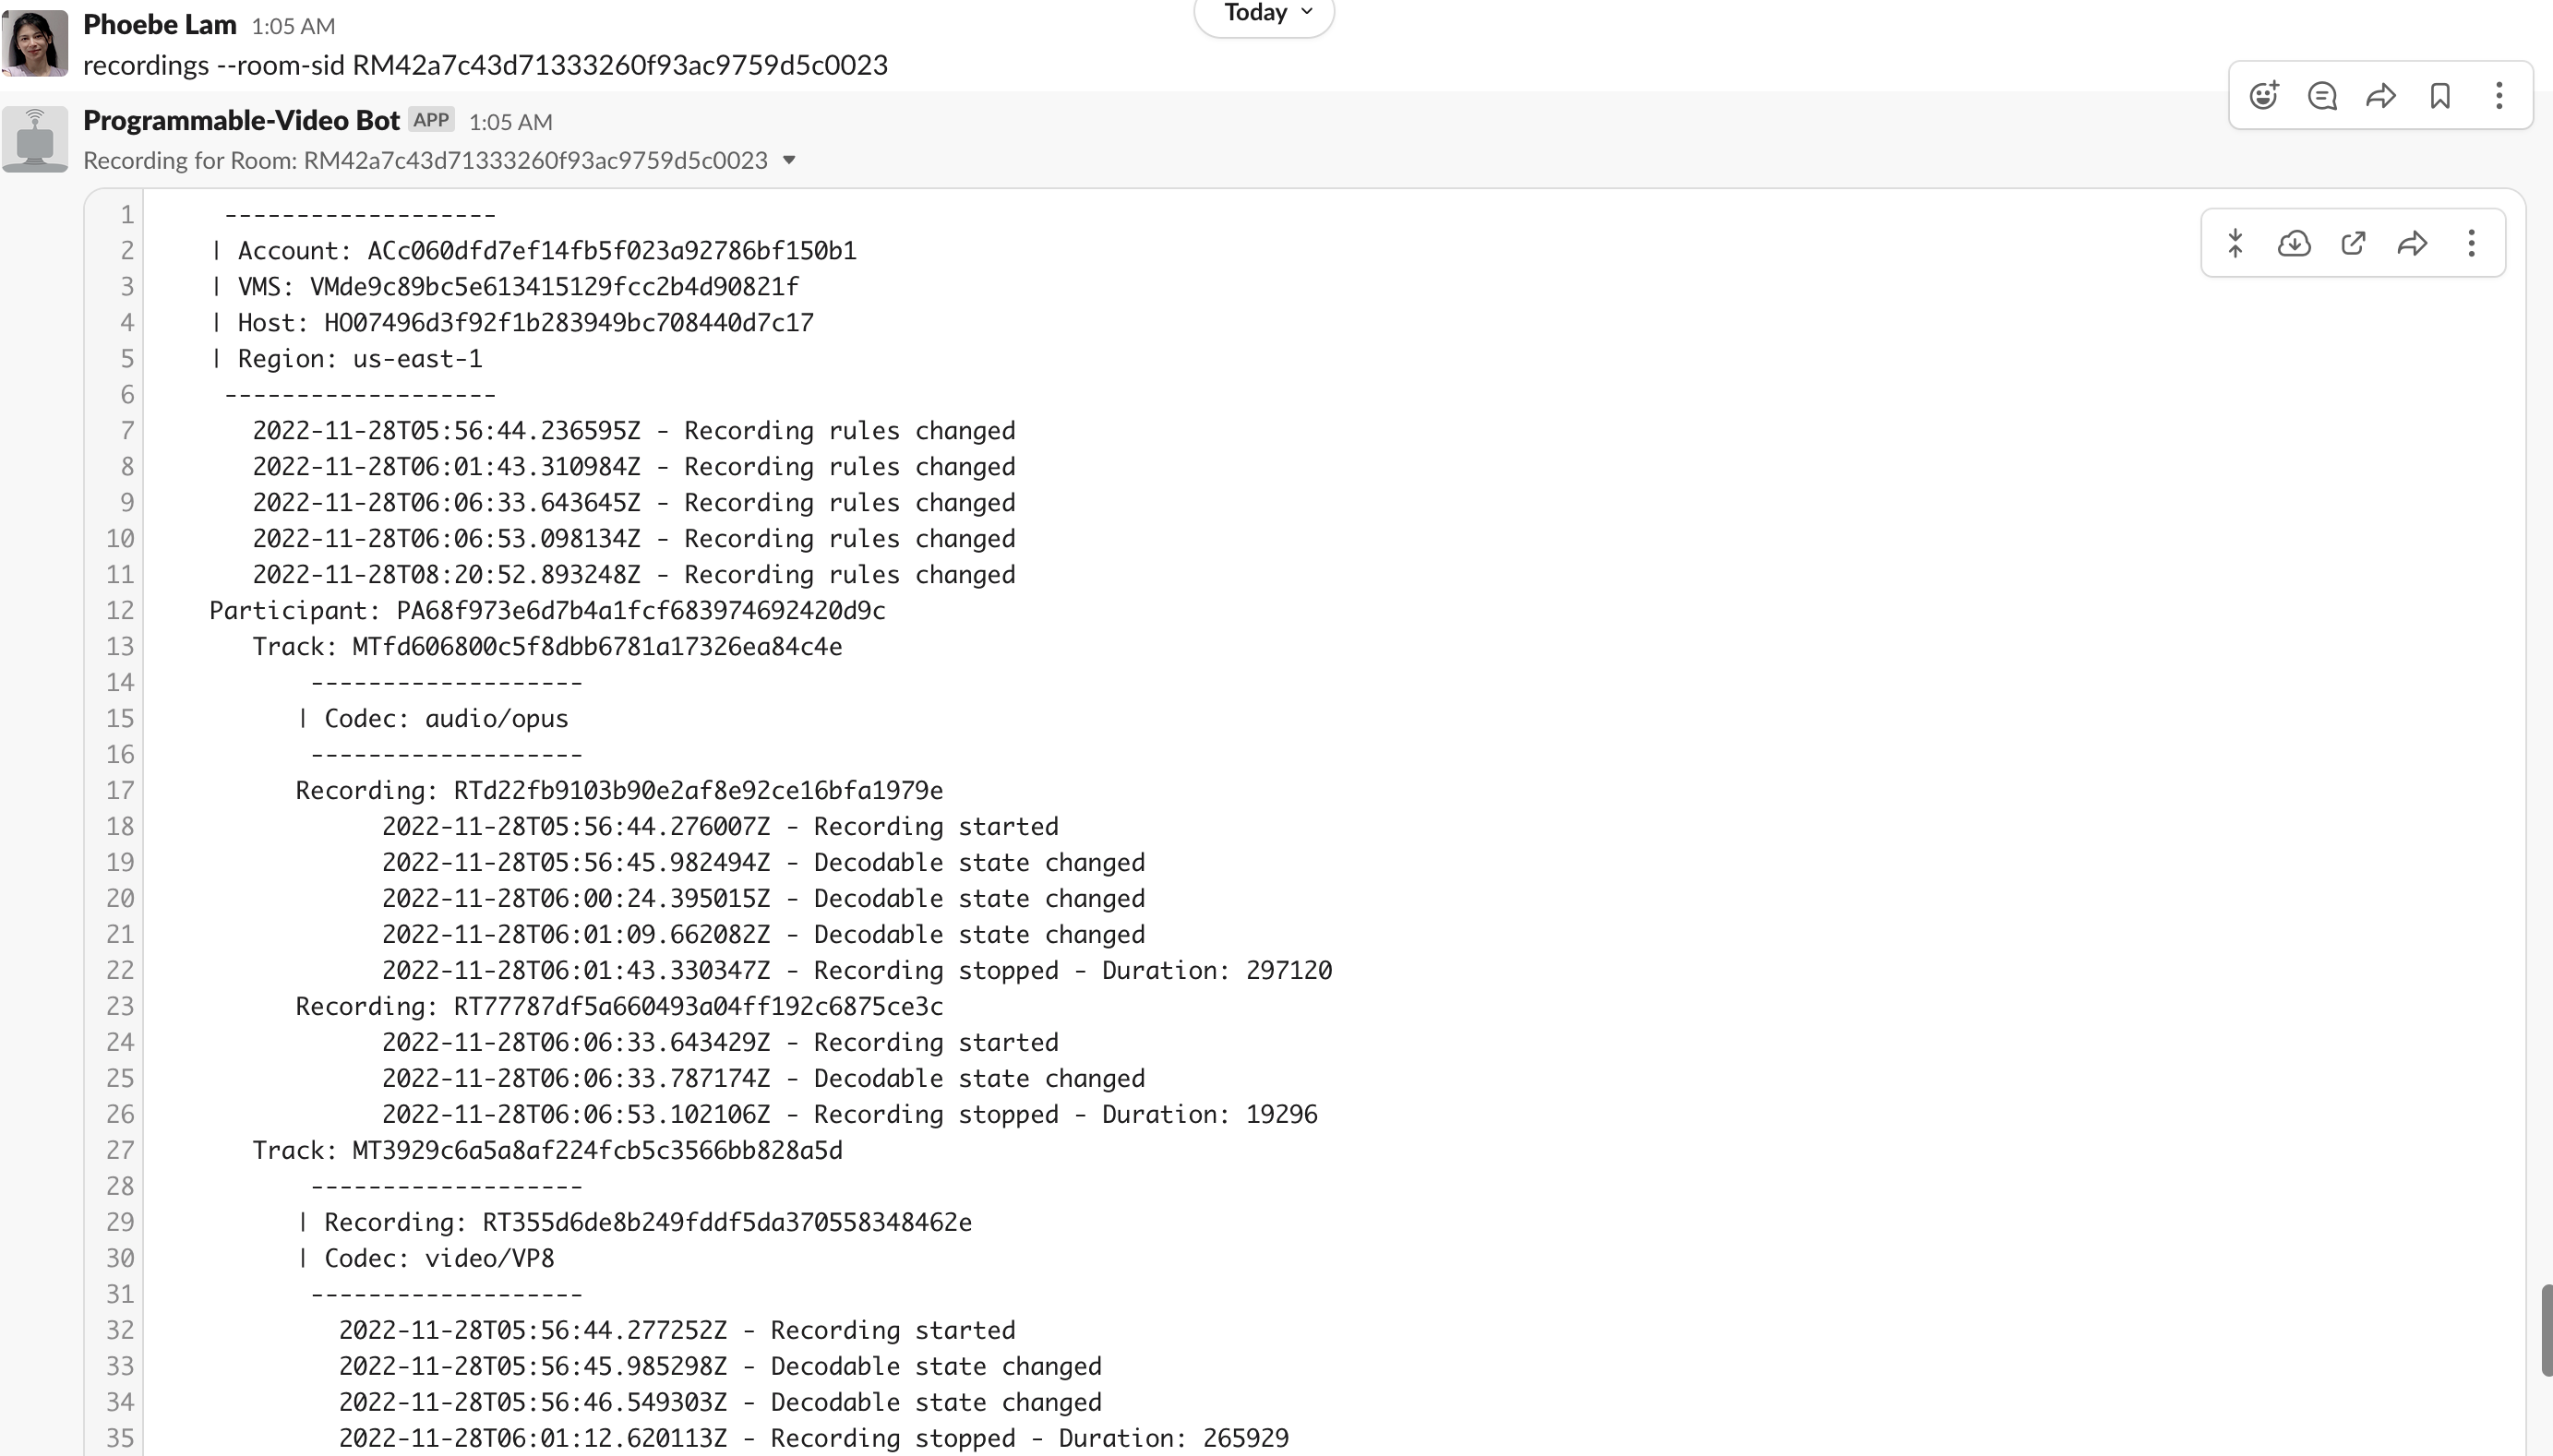 Today
Phoebe Lam 1:05 AM
recordings --room-sid RM42a7c43d71333260f93ac9759d5c0023
Programmable-Video Bot APP 1:05 AM
Recording for Room: RM42a7c43d71333260f93ac9759d5c0023
1 -------------------
2 | Account: ACc060dfd7ef14fb5f023a92786bf150b1
3 | VMS: VMde9c89bc5e613415129fcc2b4d90821f
4 | Host: HO07496d3f92f1b283949bc708440d7c17
5 | Region: us-east-1
6 -------------------
7 2022-11-28T05:56:44.236595Z - Recording rules changed
8 2022-11-28T06:01:43.310984Z - Recording rules changed
9 2022-11-28T06:06:33.643645Z - Recording rules changed
10 2022-11-28T06:06:53.098134Z - Recording rules changed
11 2022-11-28T08:20:52.893248Z - Recording rules changed
12 Participant: PA68f973e6d7b4a1fcf683974692420d9c
13 Track: MTfd606800c5f8dbb6781a17326ea84c4e
14 -------------------
15 | Codec: audio/opus
16 -------------------
17 Recording: RTd22fb9103b90e2af8e92ce16bfa1979e
18 2022-11-28T05:56:44.276007Z - Recording started
19 2022-11-28T05:56:45.982494Z - Decodable state changed
20 2022-11-28T06:00:24.395015Z - Decodable state changed
21 2022-11-28T06:01:09.662082Z - Decodable state changed
22 2022-11-28T06:01:43.330347Z - Recording stopped - Duration: 297120
23 Recording: RT77787df5a660493a04ff192c6875ce3c
24 2022-11-28T06:06:33.643429Z - Recording started
25 2022-11-28T06:06:33.787174Z - Decodable state changed
26 2022-11-28T06:06:53.102106Z - Recording stopped - Duration: 19296
27 Track: MT3929c6a5a8af224fcb5c3566bb828a5d
28 -------------------
29 | Recording: RT355d6de8b249fddf5da370558348462e
30 | Codec: video/VP8
31 -------------------
32 2022-11-28T05:56:44.277252Z - Recording started
33 2022-11-28T05:56:45.985298Z - Decodable state changed
34 2022-11-28T05:56:46.549303Z - Decodable state changed
35 2022-11-28T06:01:12.620113Z - Recording stopped - Duration: 265929